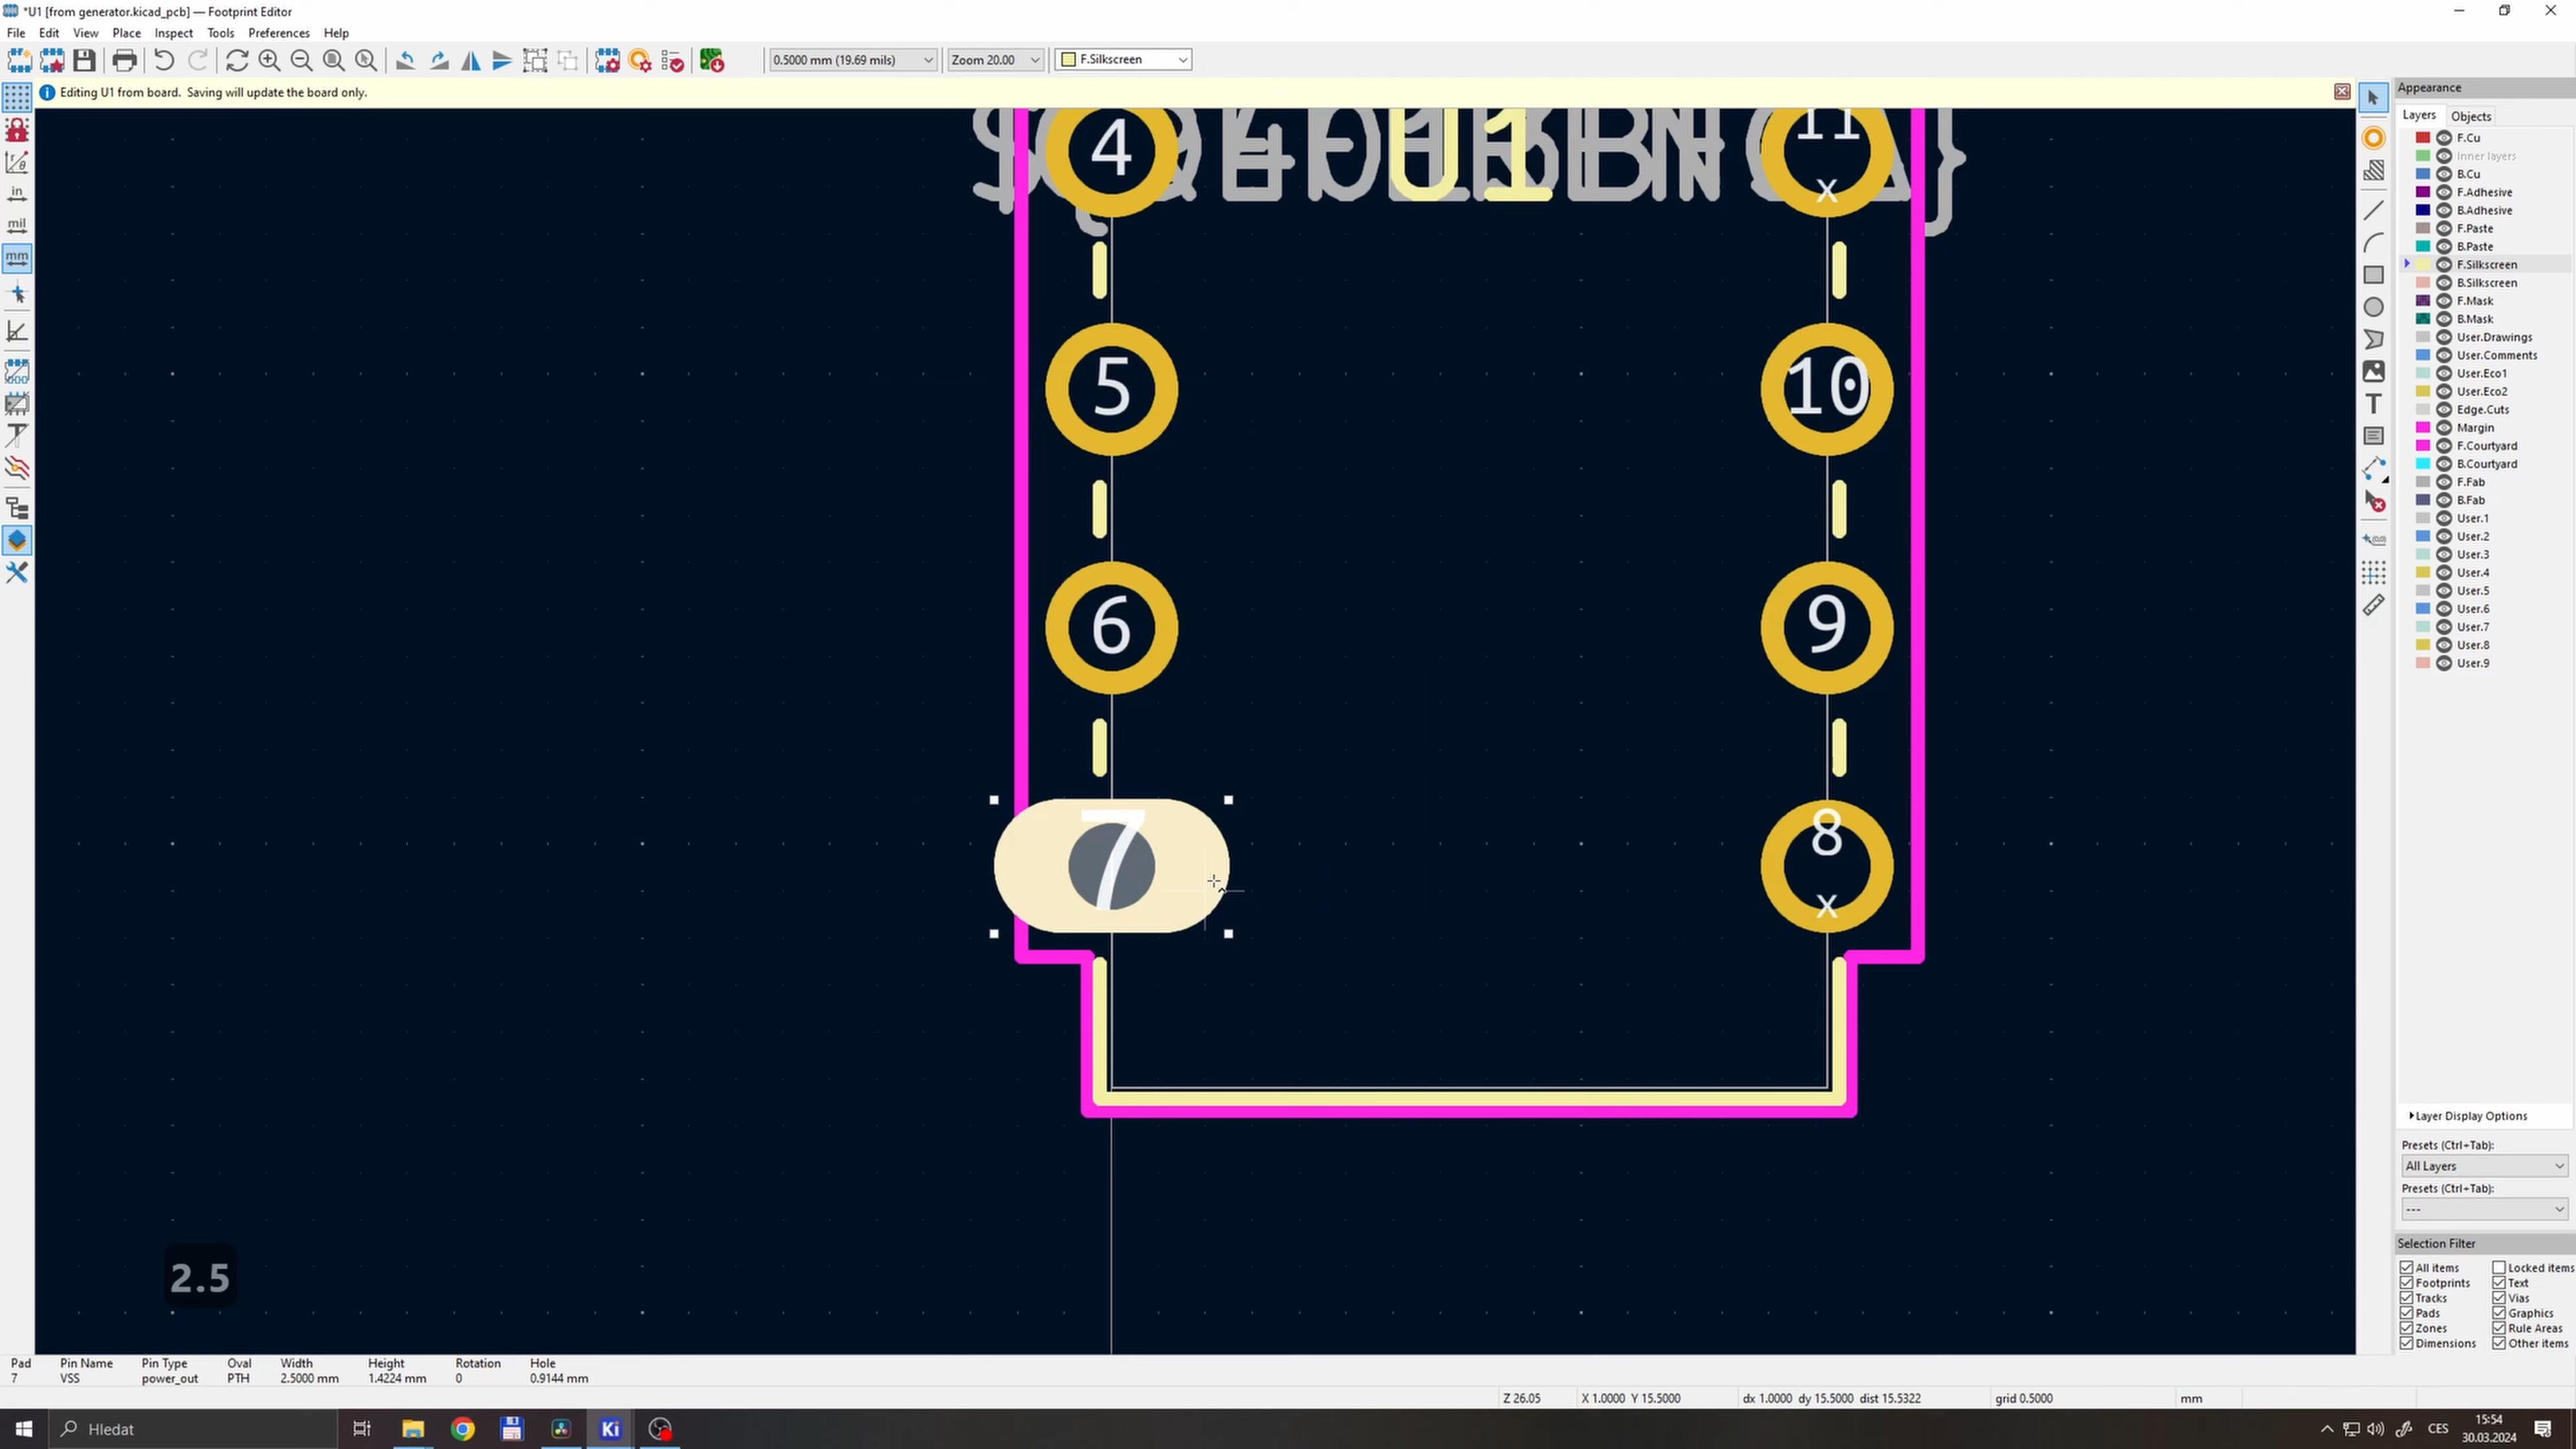 *U1 [from generator.kicad_pcb] — Footprint Editor
File Edit View Place Inspect Tools Preferences Help
0.5000 mm (19.69 mils) Zoom 20.00 F.Silkscreen
Editing U1 from board. Saving will update the board only.
in
mil
mm
U1
4
11
x
5
10
6
9
7
8
x
2.5
Appearance
Layers Objects
F.Cu
Inner layers
B.Cu
F.Adhesive
B.Adhesive
F.Paste
B.Paste
F.Silkscreen
B.Silkscreen
F.Mask
B.Mask
User.Drawings
User.Comments
User.Eco1
User.Eco2
Edge.Cuts
Margin
F.Courtyard
B.Courtyard
F.Fab
B.Fab
User.1
User.2
User.3
User.4
User.5
User.6
User.7
User.8
User.9
Layer Display Options
Presets (Ctrl+Tab):
All Layers
Presets (Ctrl+Tab):
---
Selection Filter
All items Locked items
Footprints Text
Tracks Vias
Pads Graphics
Zones Rule Areas
Dimensions Other items
Pad Pin Name Pin Type Oval Width Height Rotation Hole
7 VSS power_out PTH 2.5000 mm 1.4224 mm 0 0.9144 mm
Z 26.05 X 1.0000 Y 15.5000 dx 1.0000 dy 15.5000 dist 15.5322 grid 0.5000 mm
Hledat
Ki
CES
15:54
30.03.2024